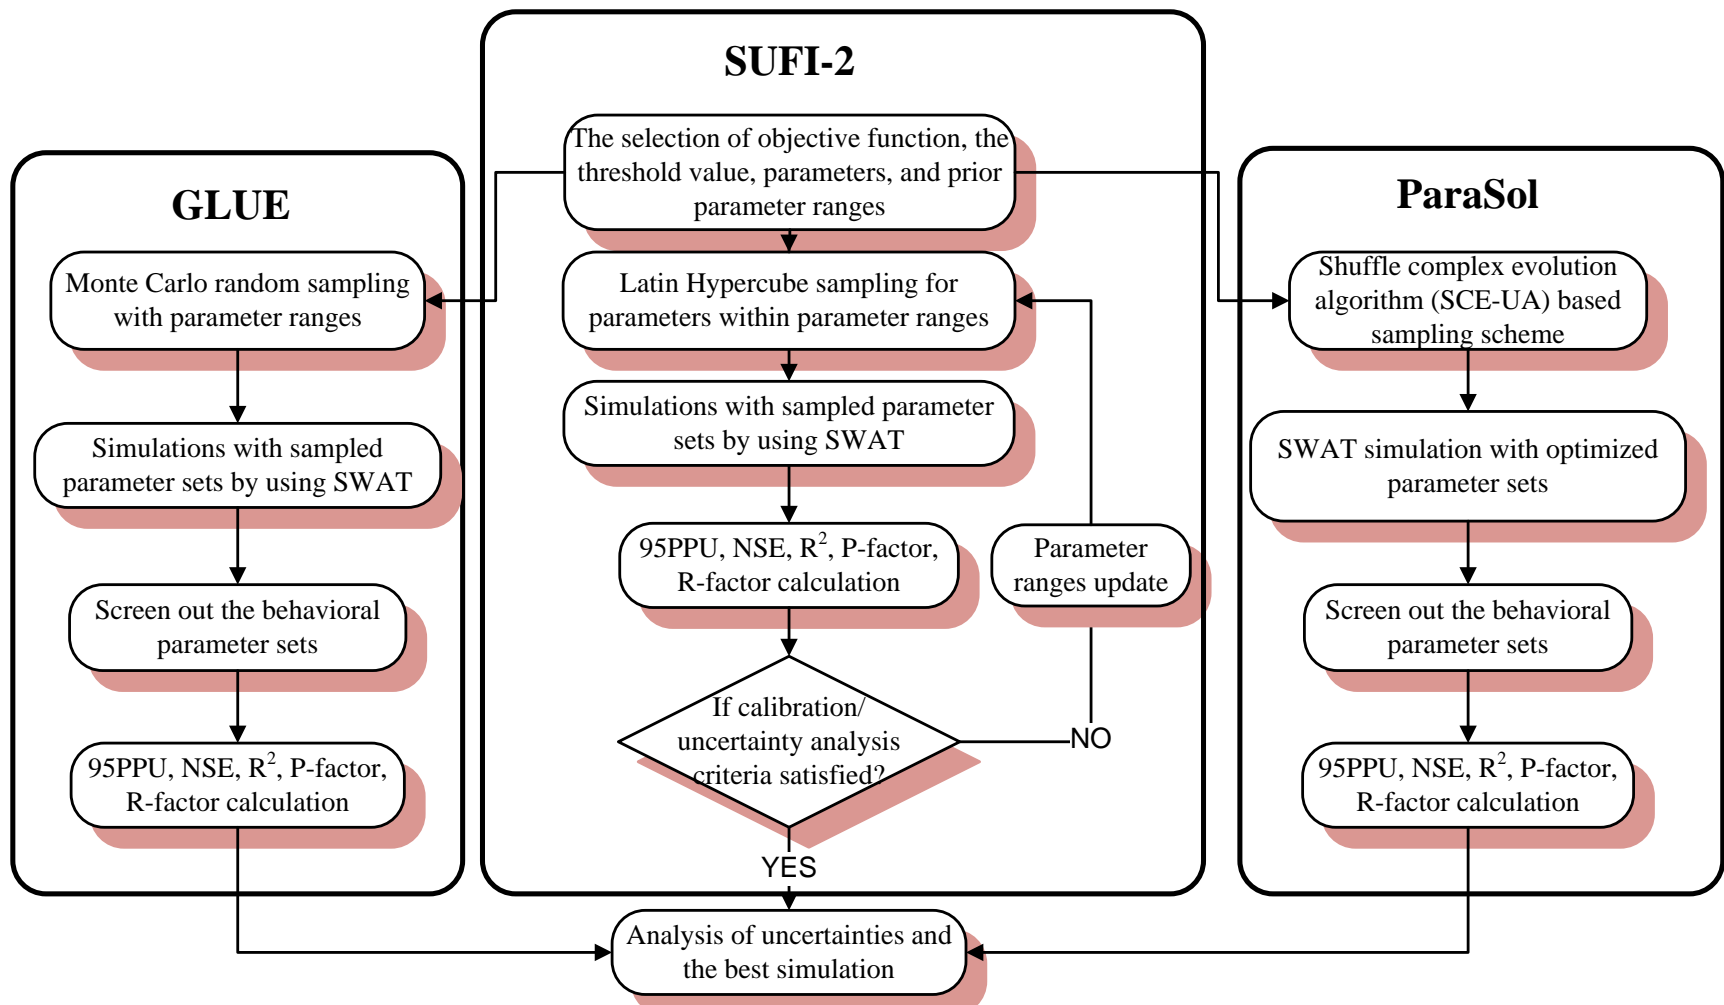 SUFI-2
The selection of objective function, the
threshold value, parameters, and prior
parameter ranges
Latin Hypercube sampling for
parameters within parameter ranges
Simulations with sampled parameter
sets by using SWAT
95PPU, NSE, R², P-factor,
R-factor calculation
Parameter
ranges update
If calibration/
uncertainty analysis
criteria satisfied?
NO
YES
GLUE
Monte Carlo random sampling
with parameter ranges
Simulations with sampled
parameter sets by using SWAT
Screen out the behavioral
parameter sets
95PPU, NSE, R², P-factor,
R-factor calculation
ParaSol
Shuffle complex evolution
algorithm (SCE-UA) based
sampling scheme
SWAT simulation with optimized
parameter sets
Screen out the behavioral
parameter sets
95PPU, NSE, R², P-factor,
R-factor calculation
Analysis of uncertainties and
the best simulation